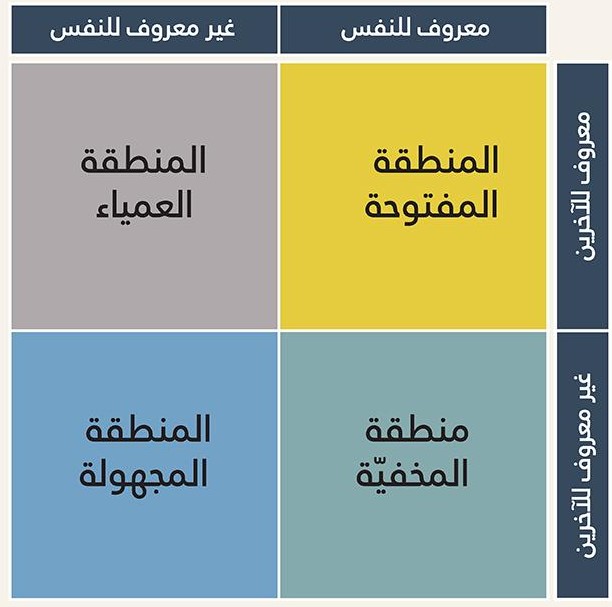 معروف للنفس
غير معروف للنفس
معروف للآخرين
المنطقة
المفتوحة
المنطقة
العمياء
غير معروف للآخرين
منطقة
المخفيّة
المنطقة
المجهولة